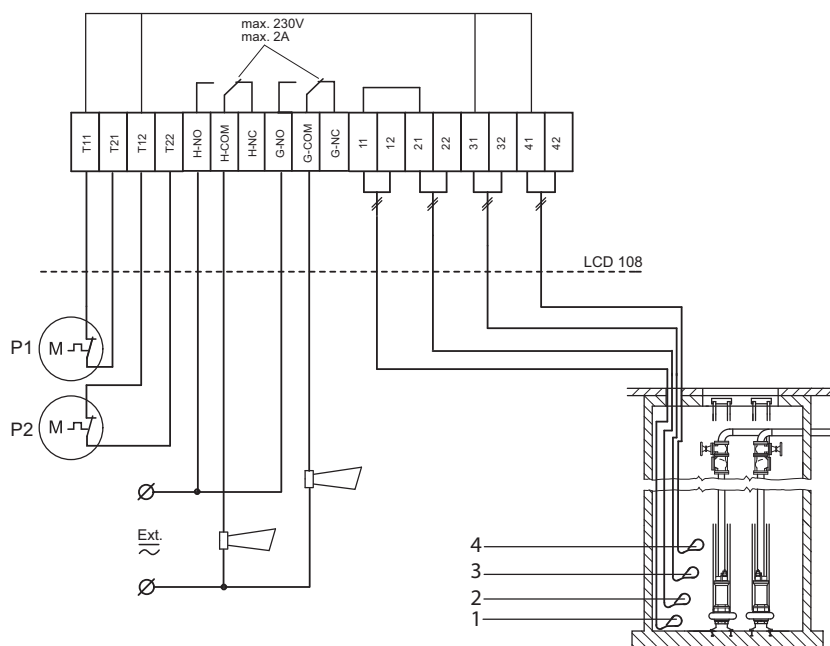 max. 230V
max. 2A
T11
T21
T12
T22
H-NO
H-COM
H-NC
G-NO
G-COM
G-NC
11
12
21
22
31
32
41
42
LCD 108
P1
M
P2
M
Ext.
4
3
2
1